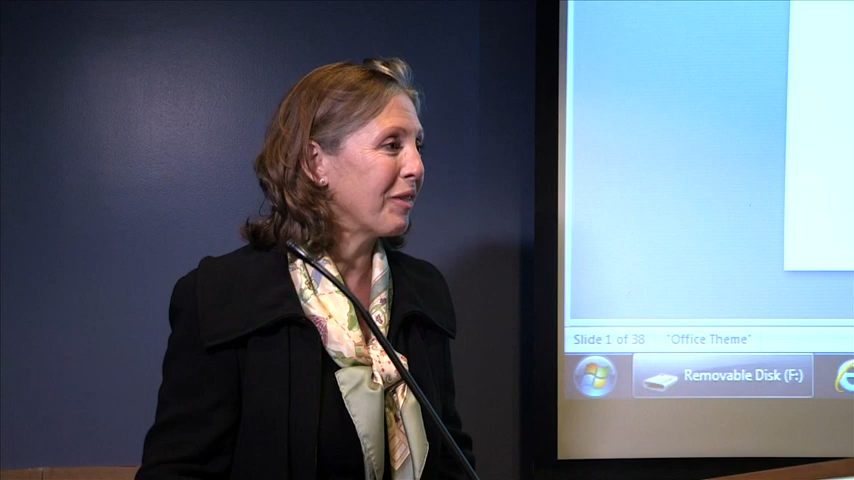 Slide 1 of 38 "Office Theme"
Removable Disk (F:)